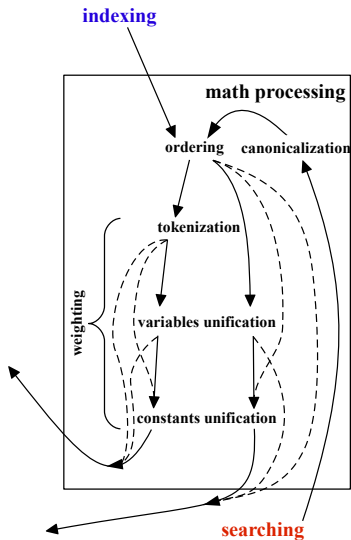 indexing
math processing
ordering
canonicalization
tokenization
weighting
variables unification
constants unification
searching